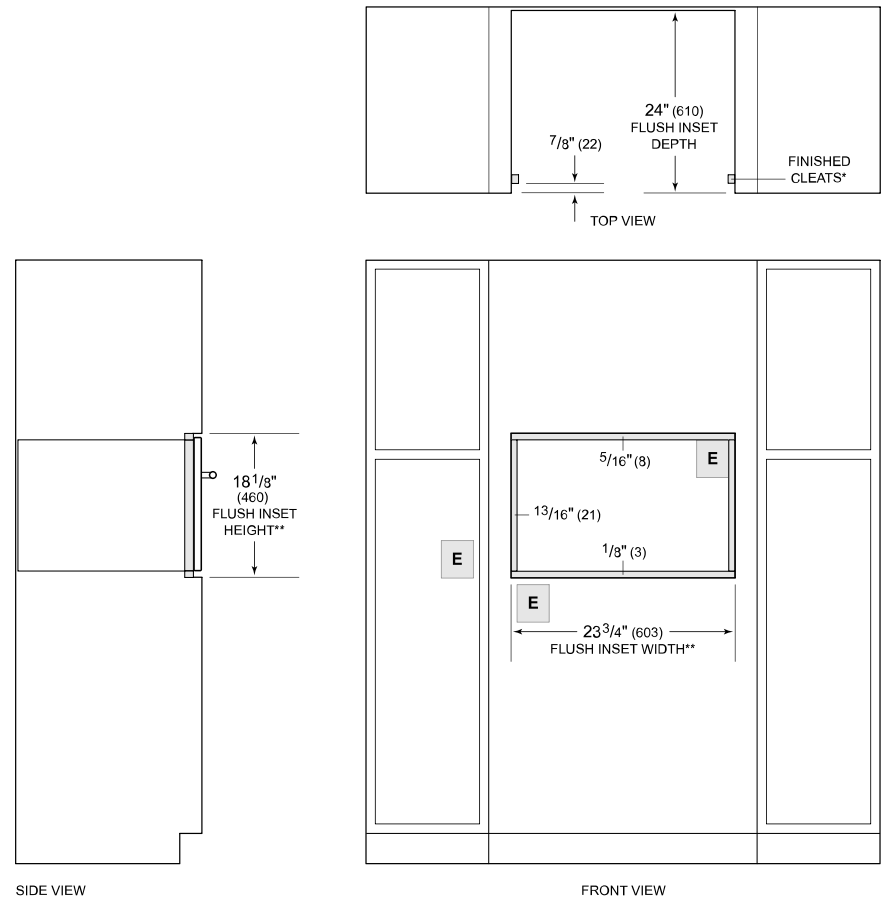 24" (610)
FLUSH INSET
DEPTH
7/8" (22)
FINISHED
CLEATS*
TOP VIEW
18 1/8"
(460)
FLUSH INSET
HEIGHT**
5/16" (8)
E
13/16" (21)
1/8" (3)
E
E
23 3/4" (603)
FLUSH INSET WIDTH**
SIDE VIEW
FRONT VIEW